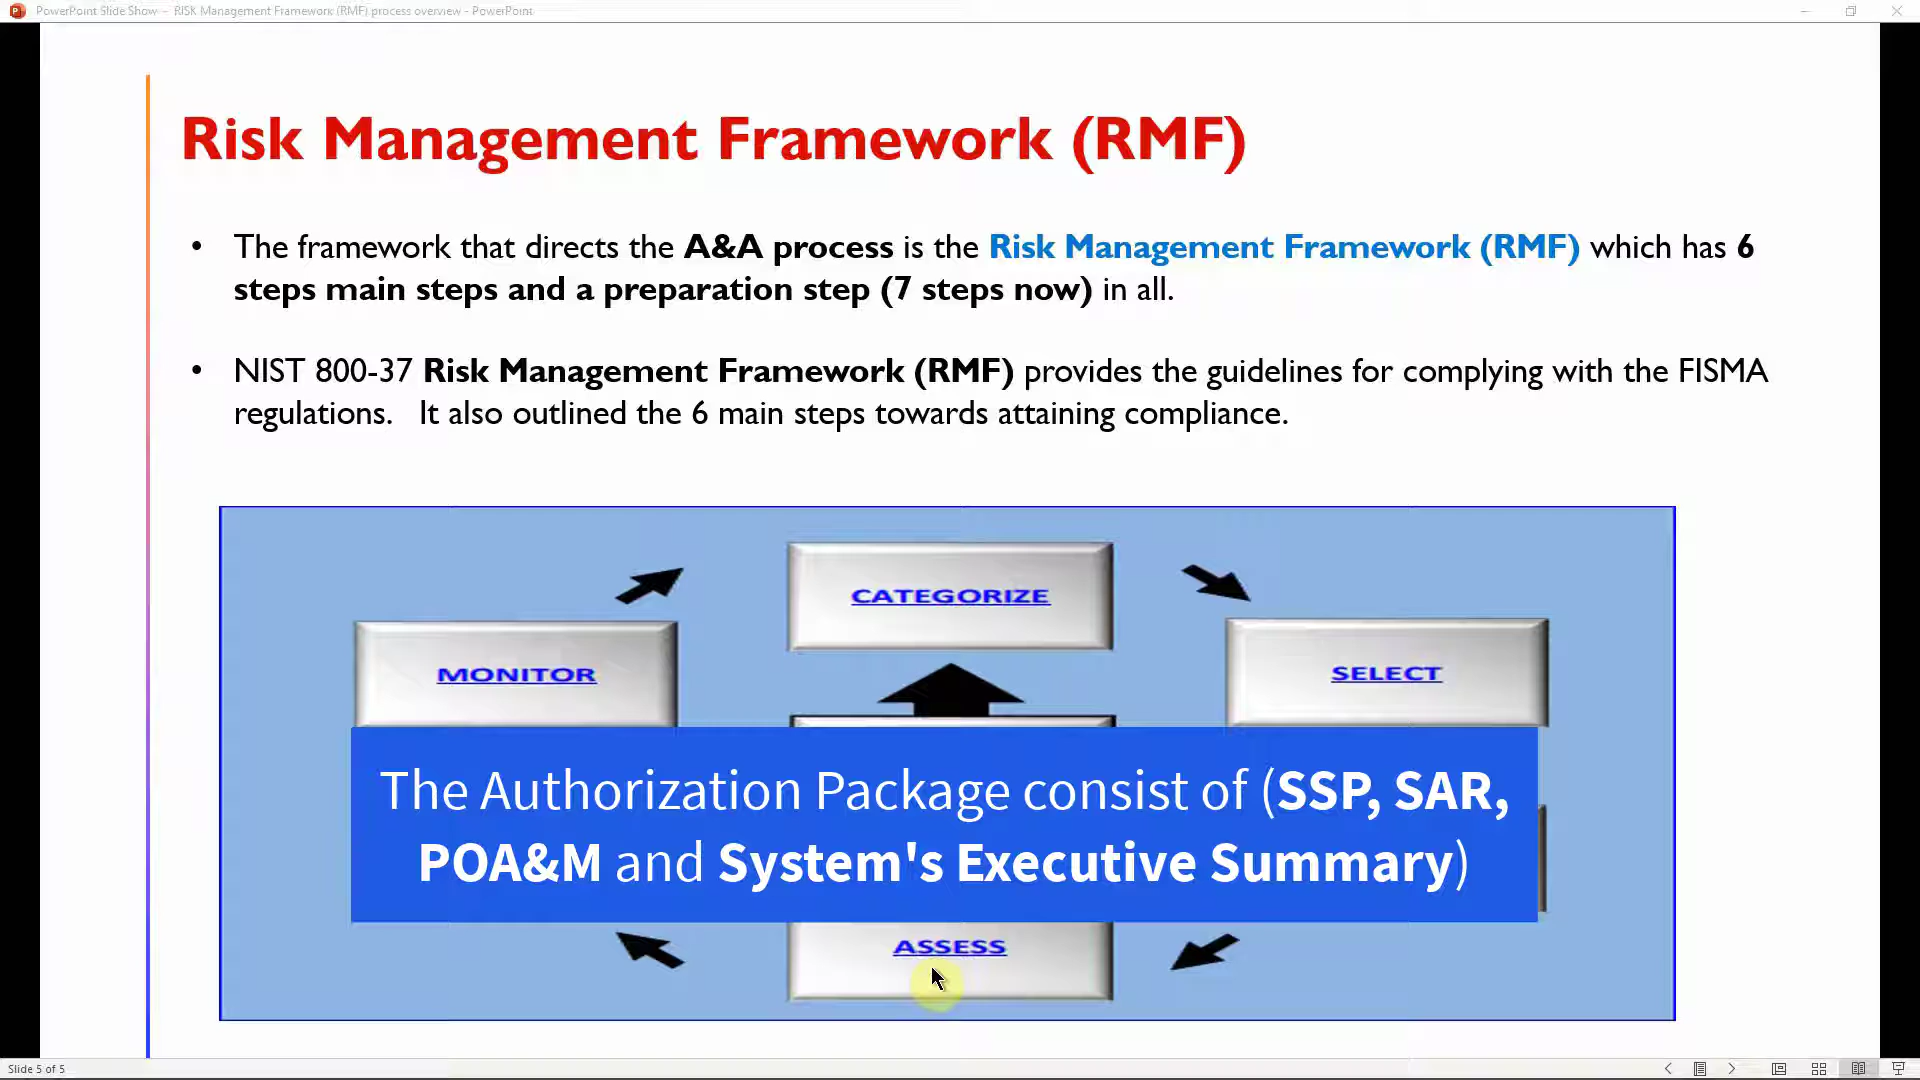 PowerPoint Slide Show - RISK Management Framework (RMF) process overview - PowerPoint
Risk Management Framework (RMF)
• The framework that directs the A&A process is the Risk Management Framework (RMF) which has 6
steps main steps and a preparation step (7 steps now) in all.
• NIST 800-37 Risk Management Framework (RMF) provides the guidelines for complying with the FISMA
regulations. It also outlined the 6 main steps towards attaining compliance.
CATEGORIZE
MONITOR
SELECT
The Authorization Package consist of (SSP, SAR,
POA&M and System's Executive Summary)
ASSESS
Slide 5 of 5